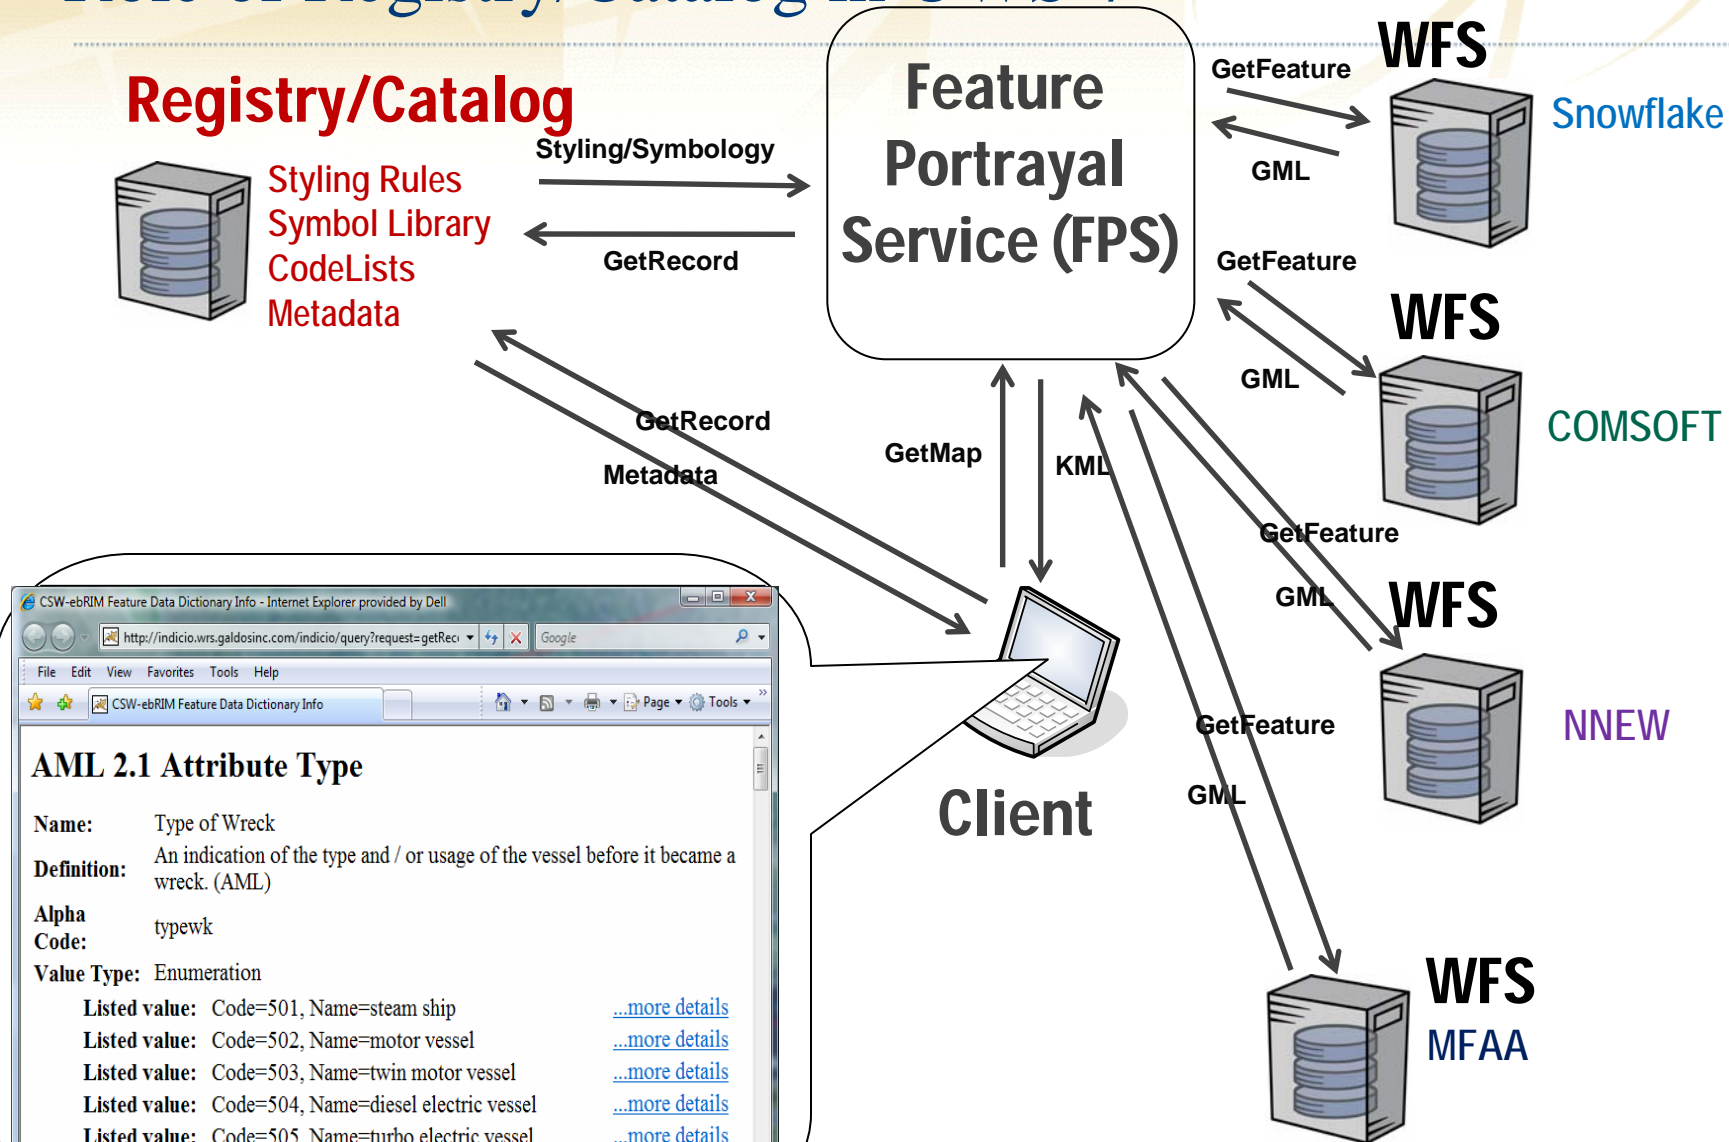 Role of Registry/Catalog in OWS-7
Registry/Catalog
Styling Rules
Symbol Library
CodeLists
Metadata
Styling/Symbology
GetRecord
Feature
Portrayal
Service (FPS)
GetFeature
GML
WFS
Snowflake
GetFeature
GML
WFS
COMSOFT
GetRecord
Metadata
GetMap
KML
GetFeature
GML
WFS
NNEW
GetFeature
GML
WFS
MFAA
Client
CSW-ebRIM Feature Data Dictionary Info - Internet Explorer provided by Dell
http://indicio.wrs.galdosinc.com/indicio/query?request=getRec
Google
File Edit View Favorites Tools Help
CSW-ebRIM Feature Data Dictionary Info
Page Tools »
AML 2.1 Attribute Type
Name: Type of Wreck
Definition: An indication of the type and / or usage of the vessel before it became a
wreck. (AML)
Alpha
Code: typewk
Value Type: Enumeration
Listed value: Code=501, Name=steam ship ...more details
Listed value: Code=502, Name=motor vessel ...more details
Listed value: Code=503, Name=twin motor vessel ...more details
Listed value: Code=504, Name=diesel electric vessel ...more details
Listed value: Code=505, Name=turbo electric vessel ...more details